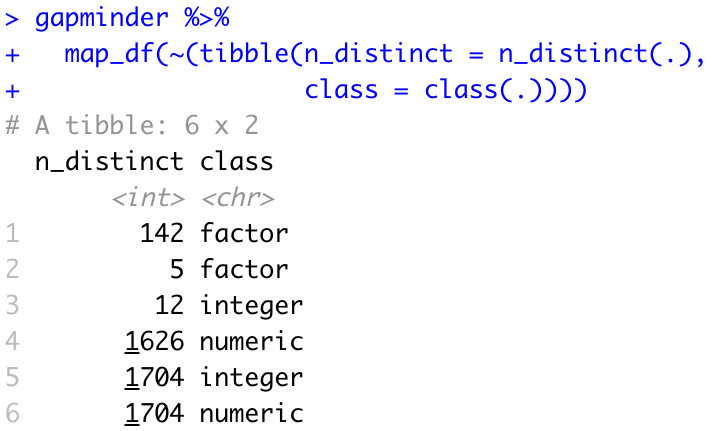 > gapminder %>%
+   map_df(~(tibble(n_distinct = n_distinct(.),
+                   class = class(.))))
# A tibble: 6 x 2
  n_distinct class
       <int> <chr>
1        142 factor
2          5 factor
3         12 integer
4       1626 numeric
5       1704 integer
6       1704 numeric